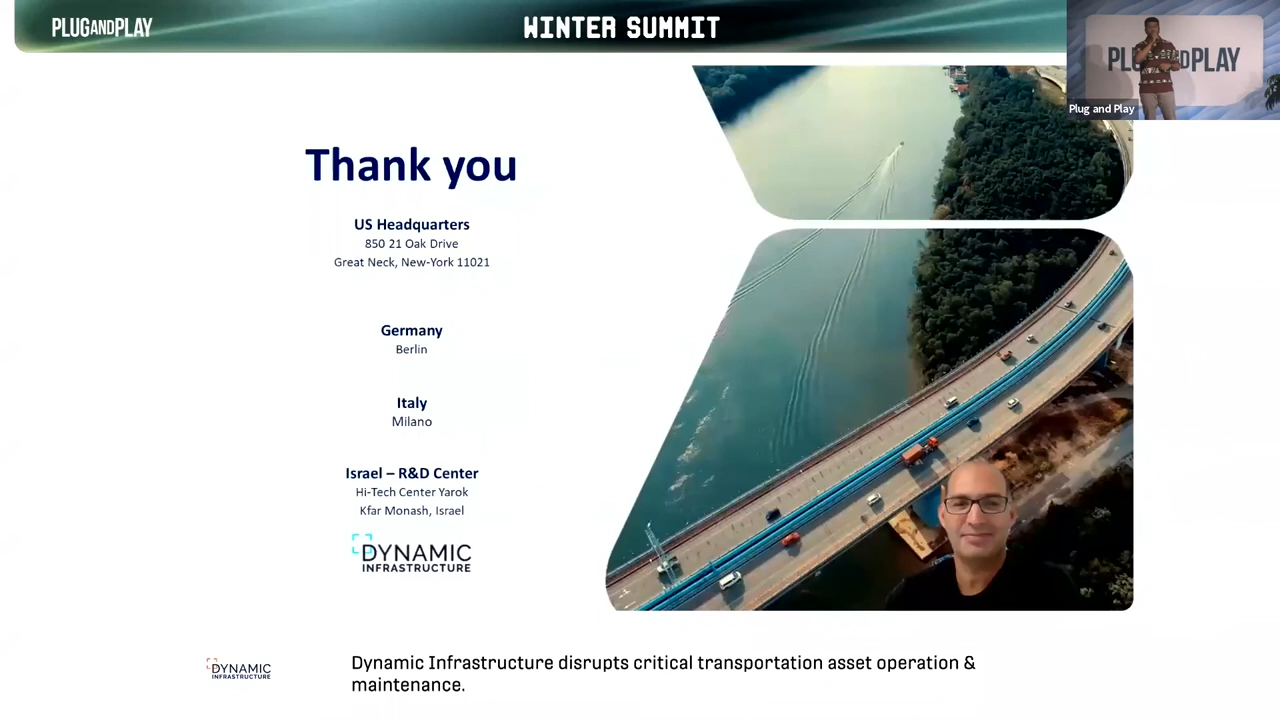 PLUGANDPLAY
WINTER SUMMIT
Plug and Play
Thank you
US Headquarters
850 21 Oak Drive
Great Neck, New-York 11021
Germany
Berlin
Italy
Milano
Israel – R&D Center
Hi-Tech Center Yarok
Kfar Monash, Israel
DYNAMIC
INFRASTRUCTURE
DYNAMIC
INFRASTRUCTURE
Dynamic Infrastructure disrupts critical transportation asset operation &
maintenance.